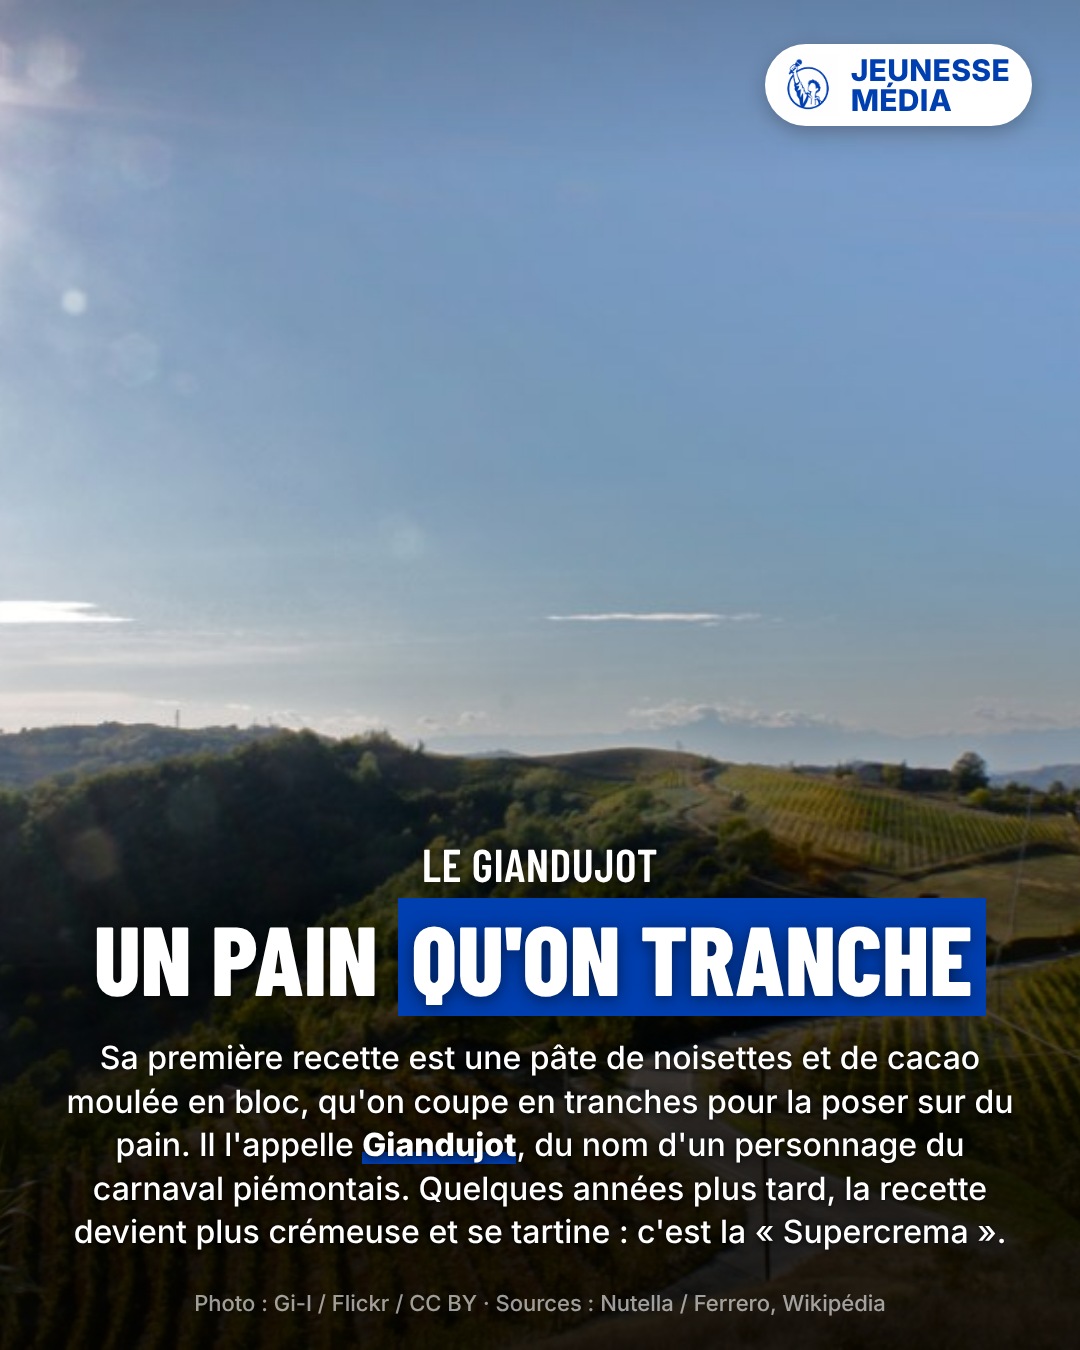 JEUNESSE
MÉDIA
LE GIANDUJOT
UN PAIN QU'ON TRANCHE
Sa première recette est une pâte de noisettes et de cacao
moulée en bloc, qu'on coupe en tranches pour la poser sur du
pain. Il l'appelle Giandujot, du nom d'un personnage du
carnaval piémontais. Quelques années plus tard, la recette
devient plus crémeuse et se tartine : c'est la « Supercrema ».
Photo : Gi-l / Flickr / CC BY · Sources : Nutella / Ferrero, Wikipédia